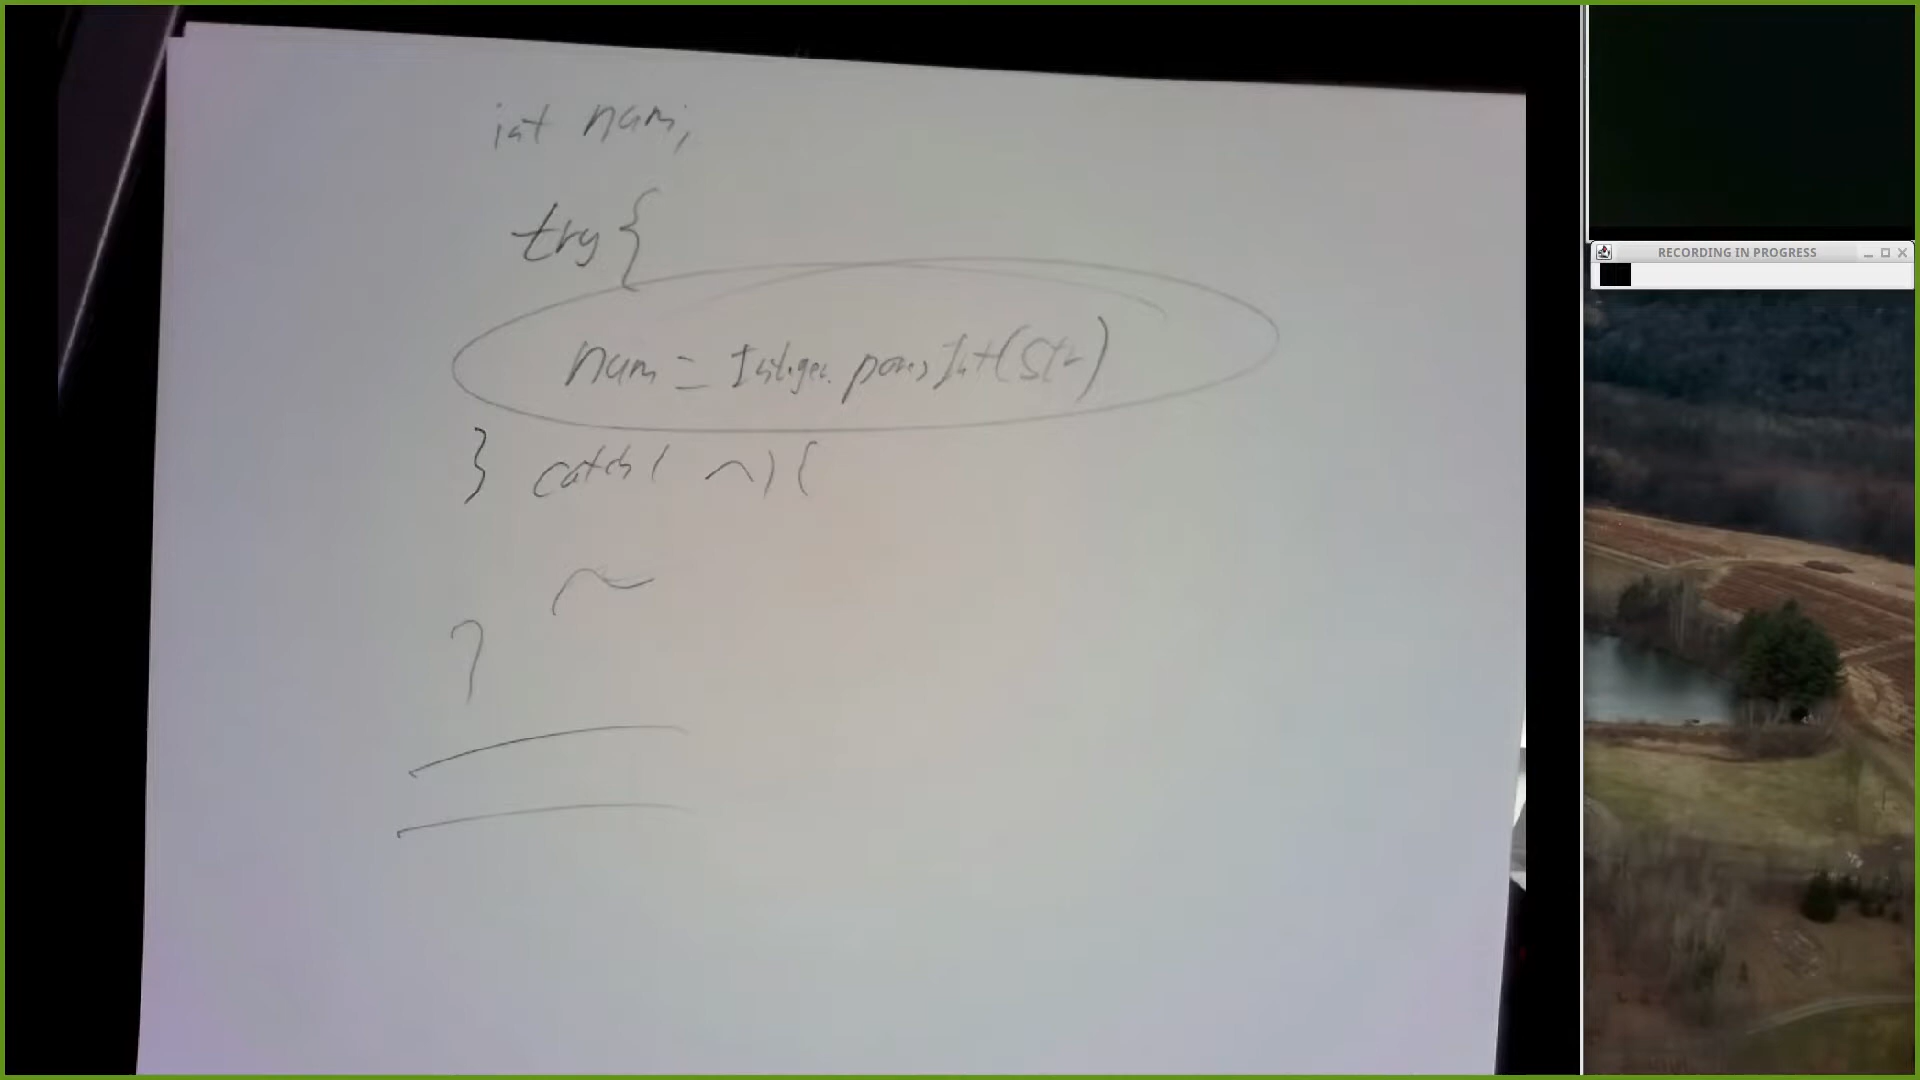 int num;
try{
num = Integer.parseInt(Str)
} catch( ~){
~
}
RECORDING IN PROGRESS